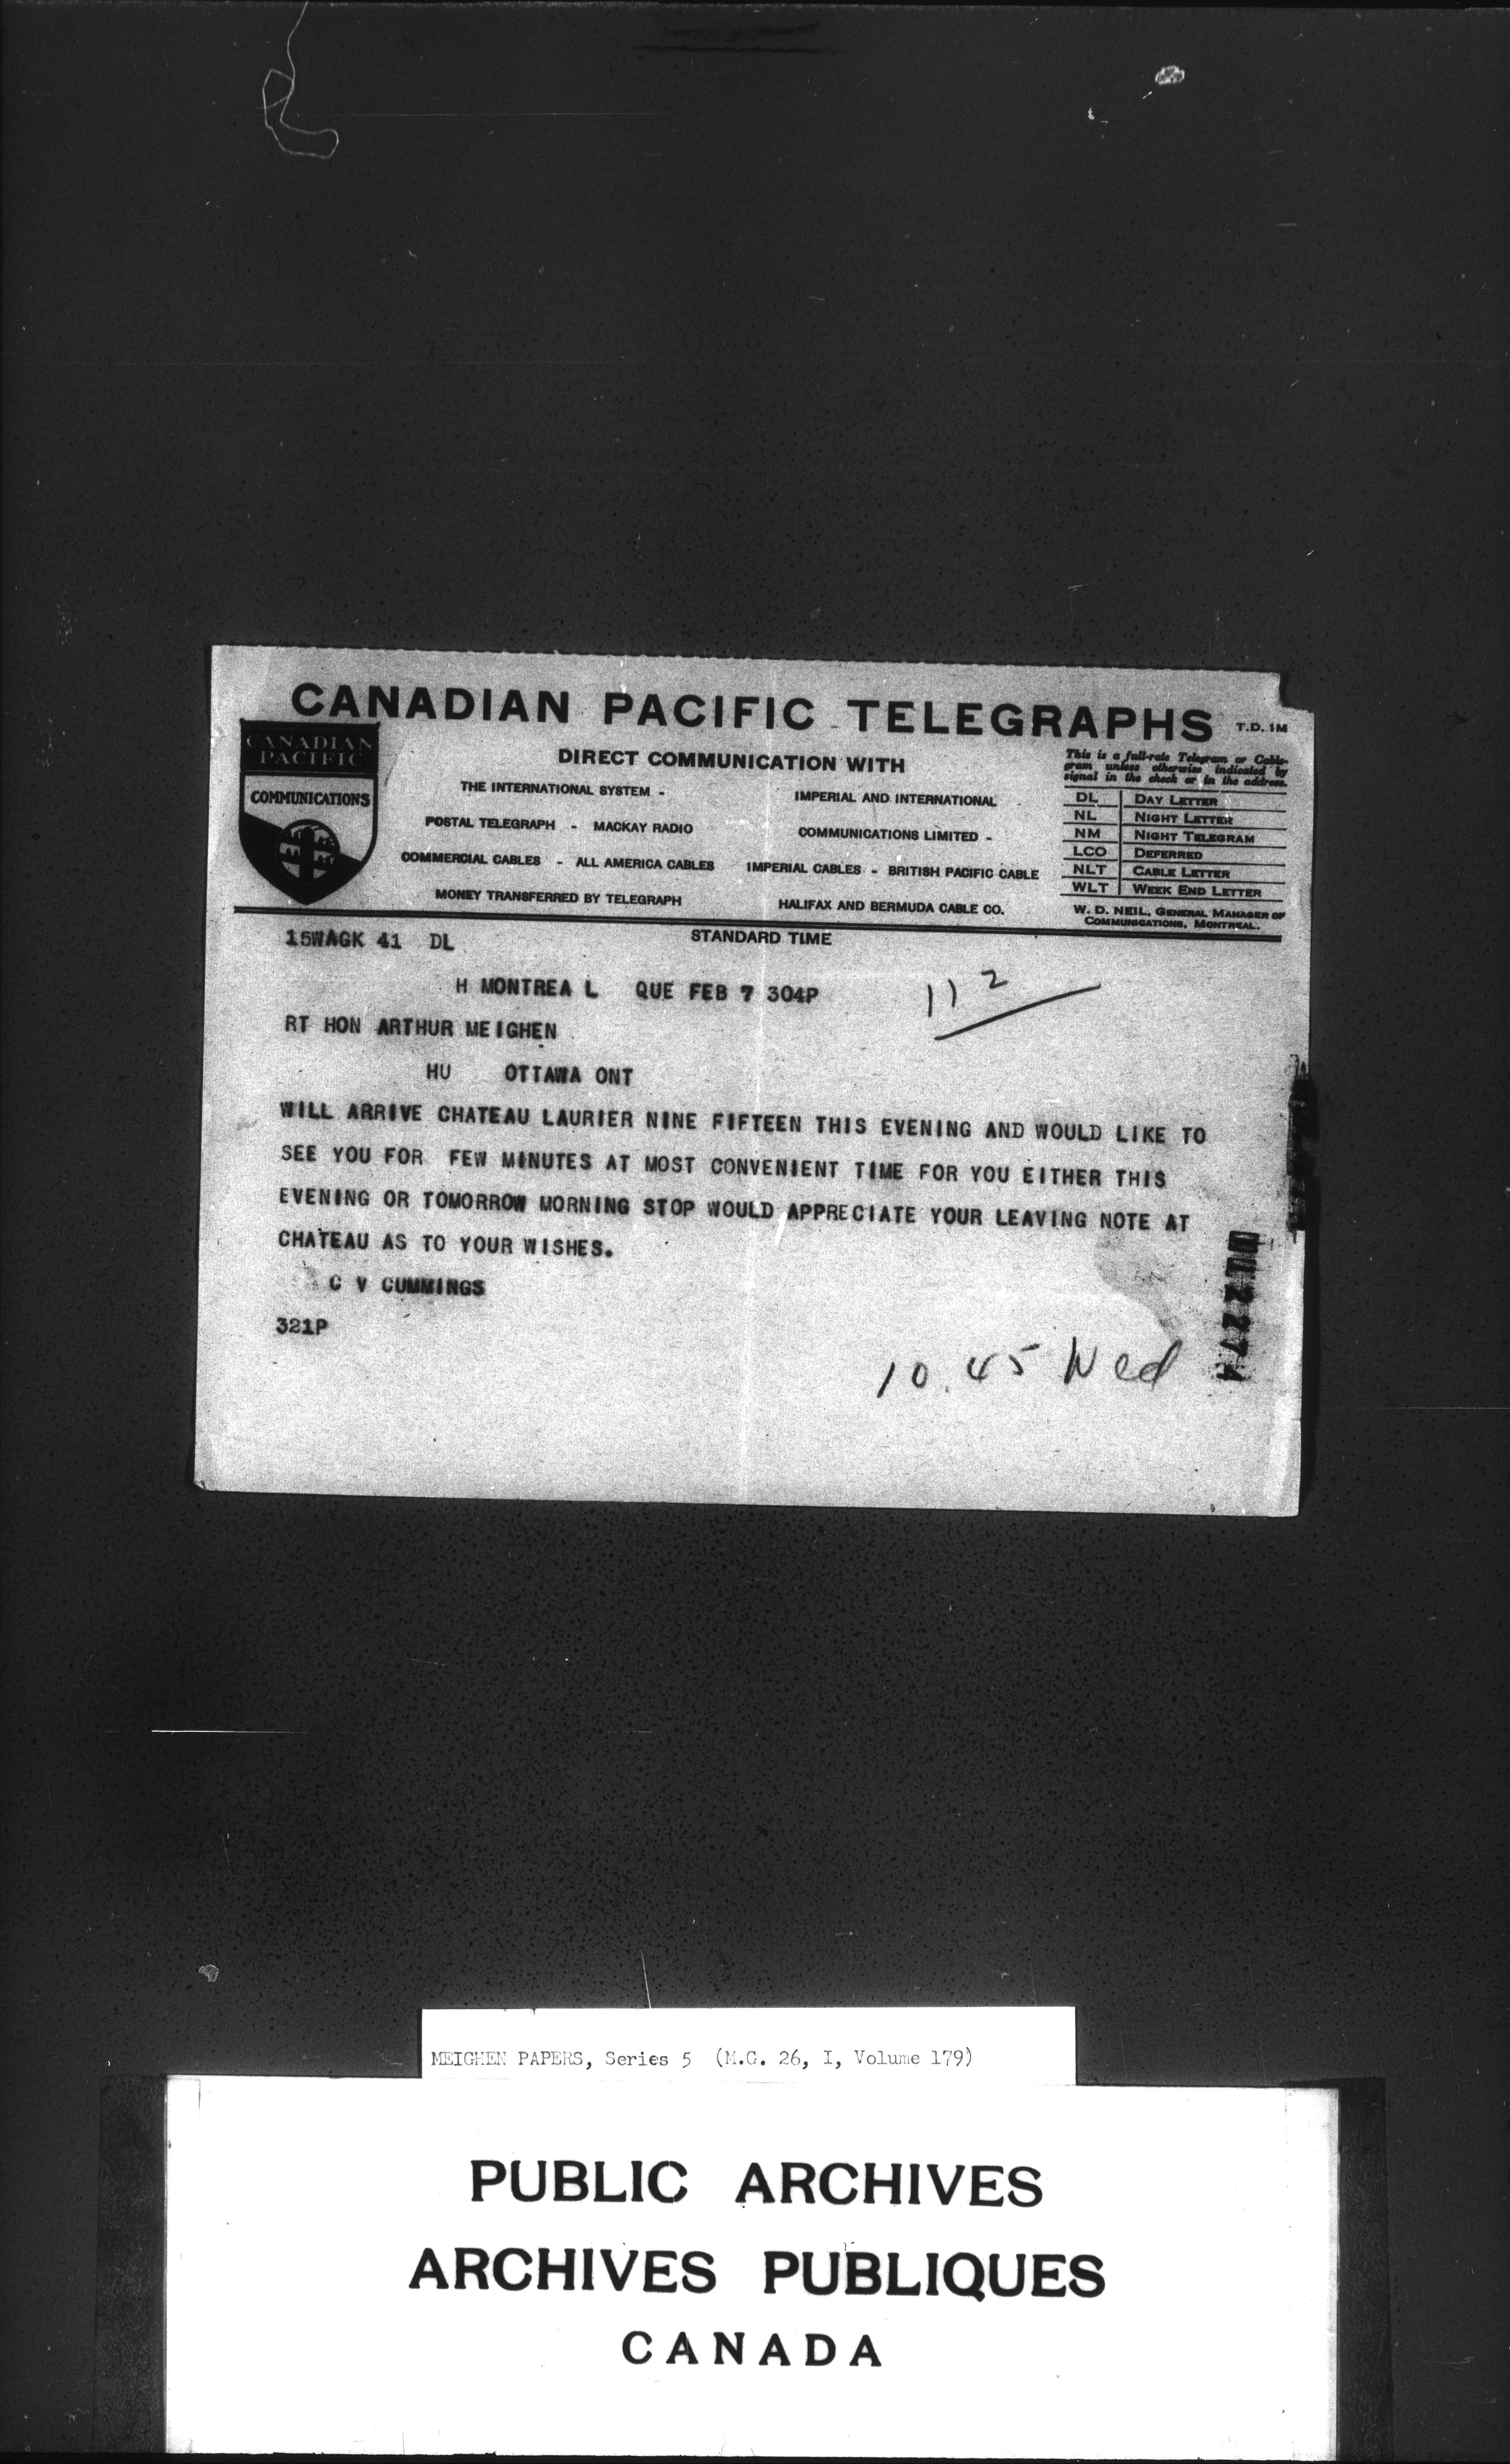 CANADIAN PACIFIC TELEGRAPHS T.D. 1M
CANADIAN
PACIFIC
COMMUNICATIONS
DIRECT COMMUNICATION WITH
THE INTERNATIONAL SYSTEM -
POSTAL TELEGRAPH - MACKAY RADIO
COMMERCIAL CABLES - ALL AMERICA CABLES
MONEY TRANSFERRED BY TELEGRAPH
IMPERIAL AND INTERNATIONAL
COMMUNICATIONS LIMITED -
IMPERIAL CABLES - BRITISH PACIFIC CABLE
HALIFAX AND BERMUDA CABLE CO.
This is a full-rate Telegram or Cable-
gram unless otherwise indicated by
signal in the check or in the address.
DL DAY LETTER
NL NIGHT LETTER
NM NIGHT TELEGRAM
LCO DEFERRED
NLT CABLE LETTER
WLT WEEK END LETTER
W. D. NEIL, GENERAL MANAGER OF
COMMUNICATIONS, MONTREAL.
15WAGK 41 DL
STANDARD TIME
H MONTREA L QUE FEB 7 304P
11 2
RT HON ARTHUR MEIGHEN
HU OTTAWA ONT
WILL ARRIVE CHATEAU LAURIER NINE FIFTEEN THIS EVENING AND WOULD LIKE TO
SEE YOU FOR FEW MINUTES AT MOST CONVENIENT TIME FOR YOU EITHER THIS
EVENING OR TOMORROW MORNING STOP WOULD APPRECIATE YOUR LEAVING NOTE AT
CHATEAU AS TO YOUR WISHES.
C V CUMMINGS
321P
10.45 Wed
MEIGHEN PAPERS, Series 5 (M.G. 26, I, Volume 179)
PUBLIC ARCHIVES
ARCHIVES PUBLIQUES
CANADA